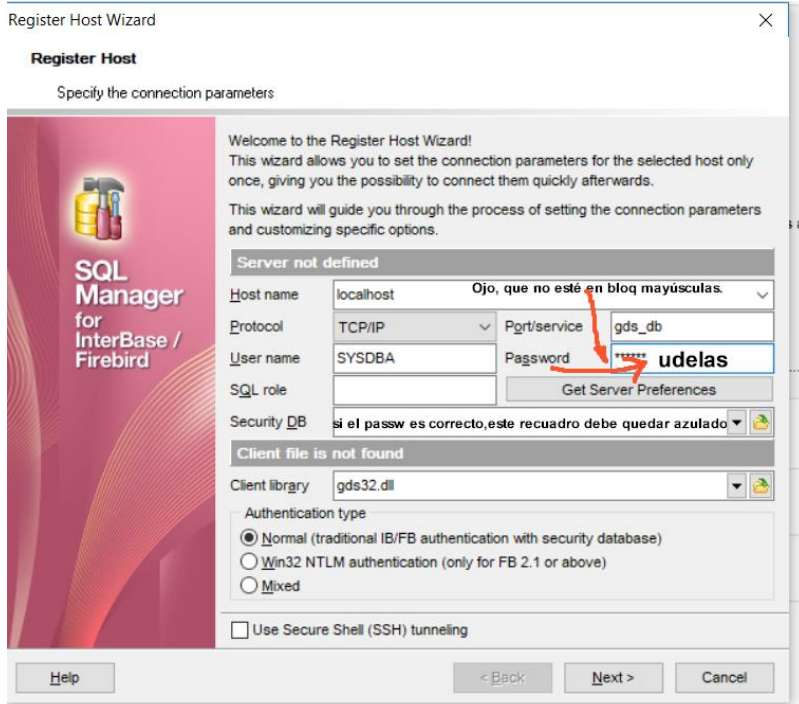 Register Host Wizard
Register Host
Specify the connection parameters
Welcome to the Register Host Wizard!
This wizard allows you to set the connection parameters for the selected host only
once, giving you the possibility to connect them quickly afterwards.
This wizard will guide you through the process of setting the connection parameters
and customizing specific options.
SQL
Manager
for
InterBase /
Firebird
Server not defined
Host name localhost Ojo, que no esté en bloq mayúsculas.
Protocol TCP/IP Port/service gds_db
User name SYSDBA Password ****** udelas
SQL role Get Server Preferences
Security DB si el passw es correcto,este recuadro debe quedar azulado
Client file is not found
Client library gds32.dll
Authentication type
Normal (traditional IB/FB authentication with security database)
Win32 NTLM authentication (only for FB 2.1 or above)
Mixed
Use Secure Shell (SSH) tunneling
Help < Back Next > Cancel